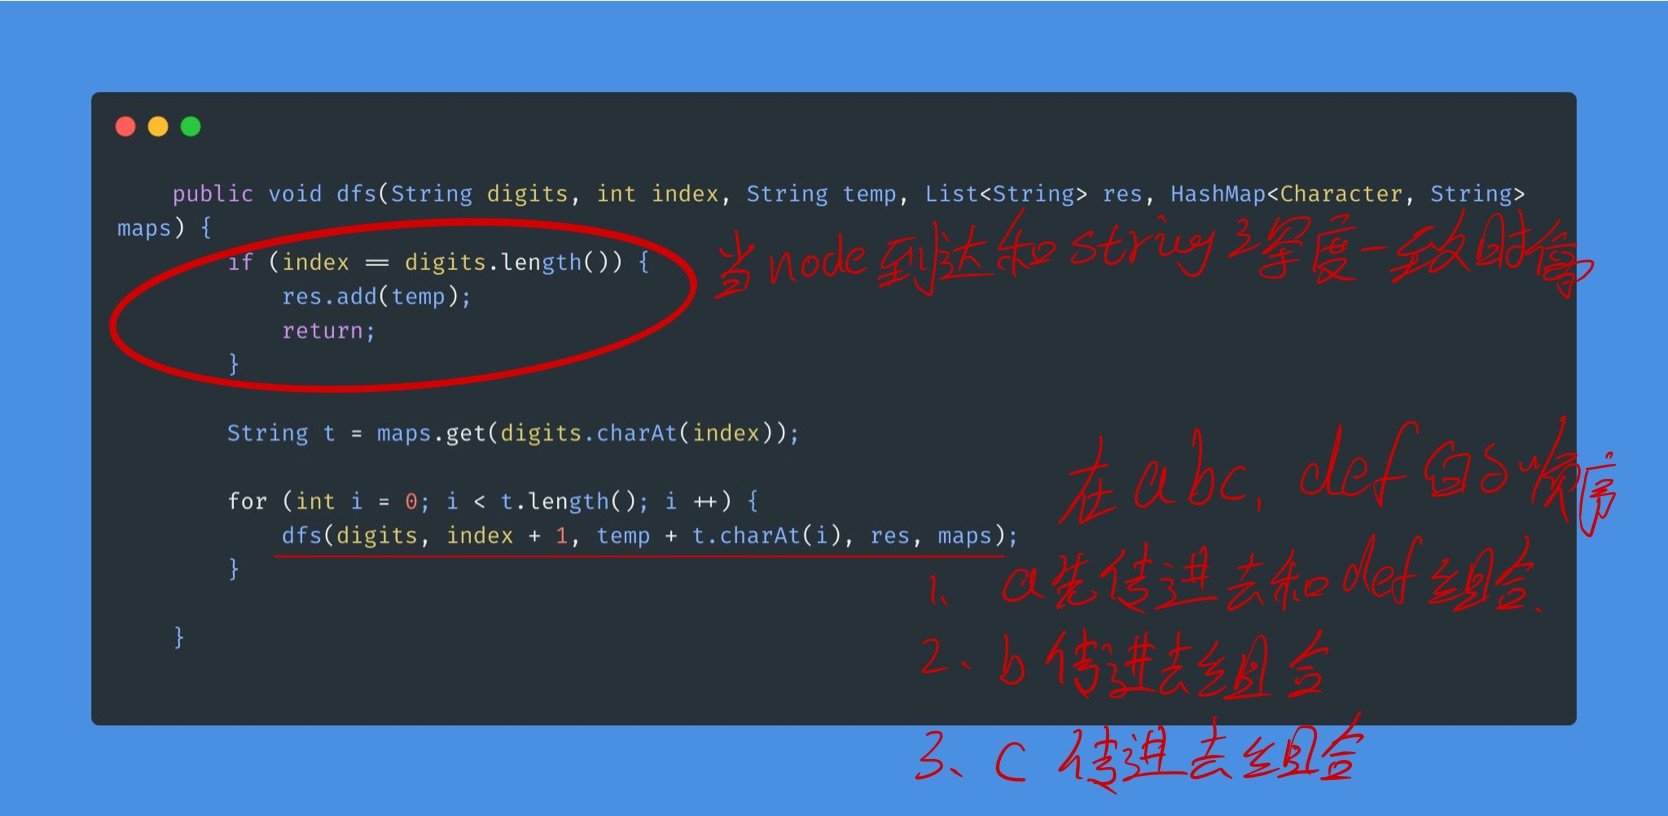 public void dfs(String digits, int index, String temp, List<String> res, HashMap<Character, String>
maps) {
if (index == digits.length()) {
当node到达和string之深度一致时停
res.add(temp);
return;
}
String t = maps.get(digits.charAt(index));
在abc, def的顺序
for (int i = 0; i < t.length(); i ++) {
dfs(digits, index + 1, temp + t.charAt(i), res, maps);
}
1、a先传进去和def组合.
2、b传进去组合
}
3、c传进去组合